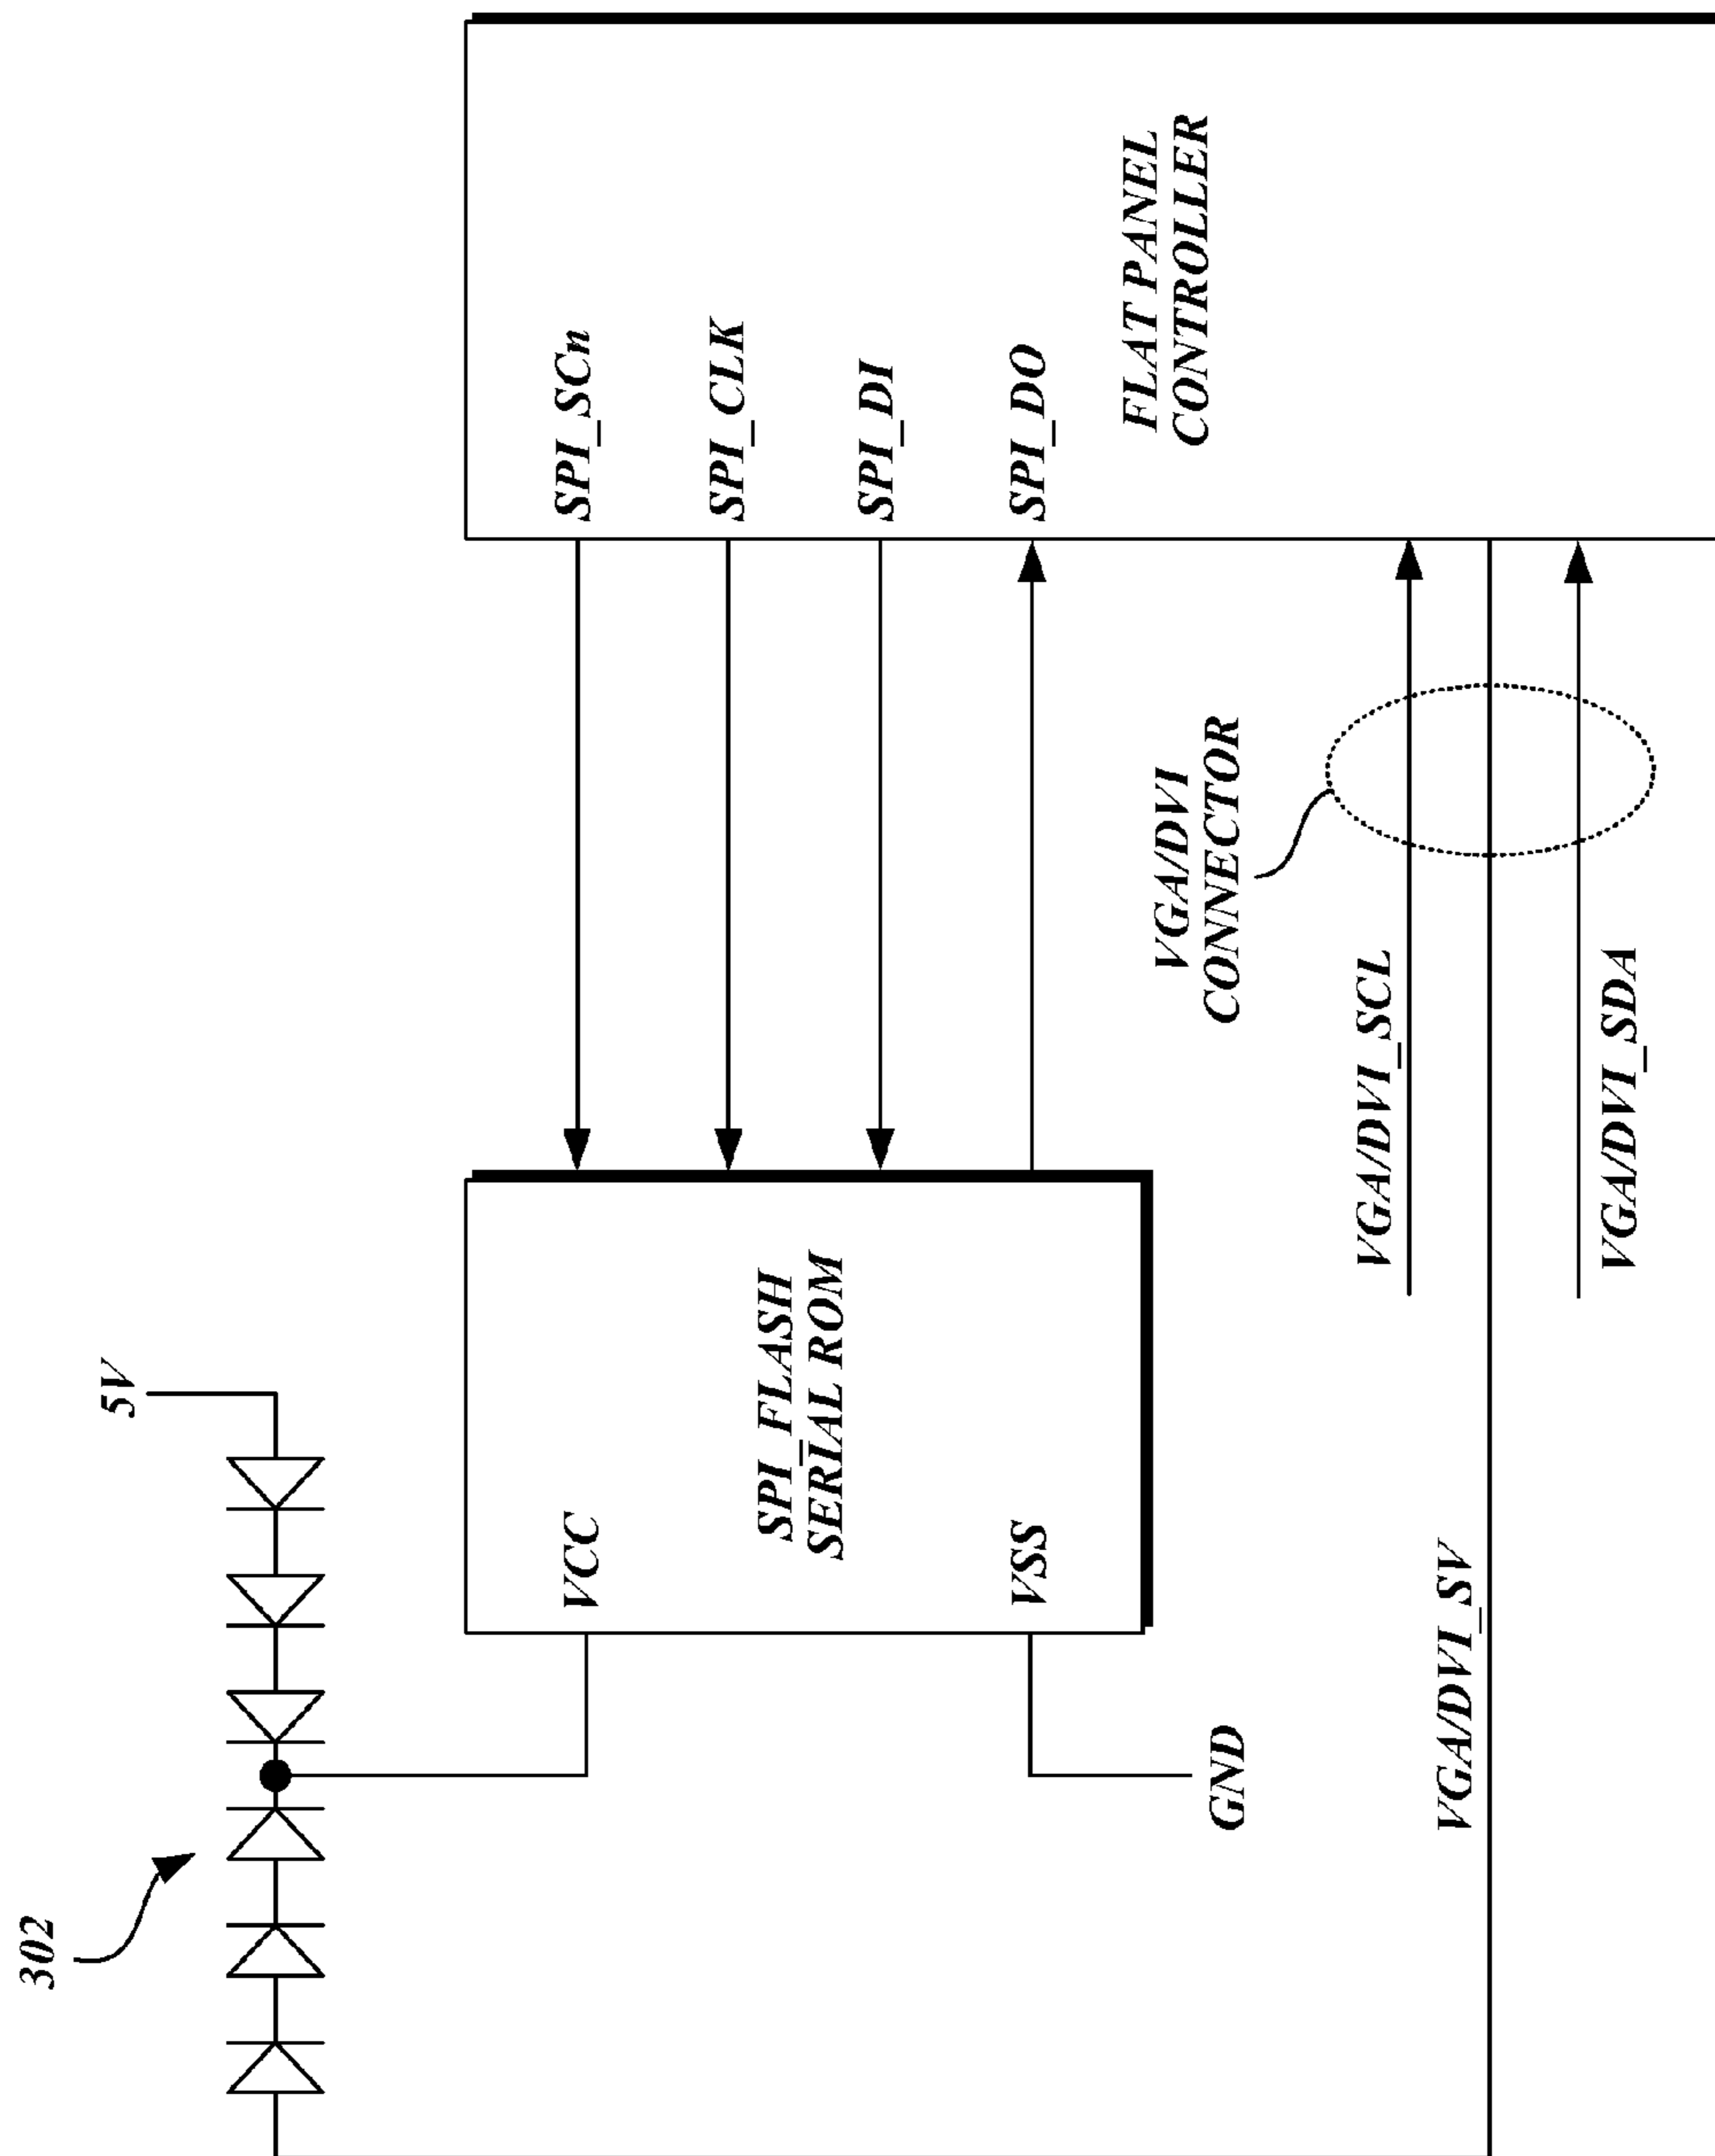 302
5V
VCC
SPI_SCn
SPI_CLK
SPI_FLASH
SERIAL ROM
SPI_DI
VSS
SPI_DO
FLAT PANEL
CONTROLLER
VGA/DVI
CONNECTOR
GND
VGA/DVI_SCL
VGA/DVI_SV
VGA/DVI_SDA